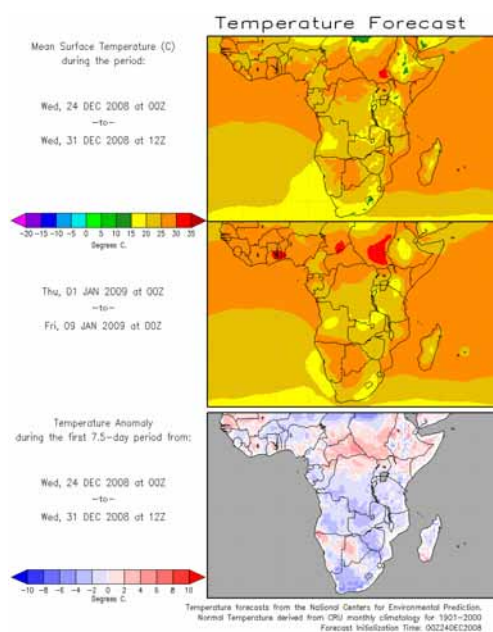 Temperature Forecast
Mean Surface Temperature (C)
during the period:
Wed, 24 DEC 2008 at 00Z
-to-
Wed, 31 DEC 2008 at 12Z
-20 -15 -10 -5 0 5 10 15 20 25 30 35
Degrees C.
Thu, 01 JAN 2009 at 00Z
-to-
Fri, 09 JAN 2009 at 00Z
Temperature Anomaly
during the first 7.5-day period from:
Wed, 24 DEC 2008 at 00Z
-to-
Wed, 31 DEC 2008 at 12Z
-10 -8 -6 -4 -2 0 2 4 6 8 10
Degrees C.
Temperature forecasts from the National Centers for Environmental Prediction.
Normal Temperature derived from CRU monthly climatology for 1901-2000
Forecast Initialization Time: 00Z24DEC2008